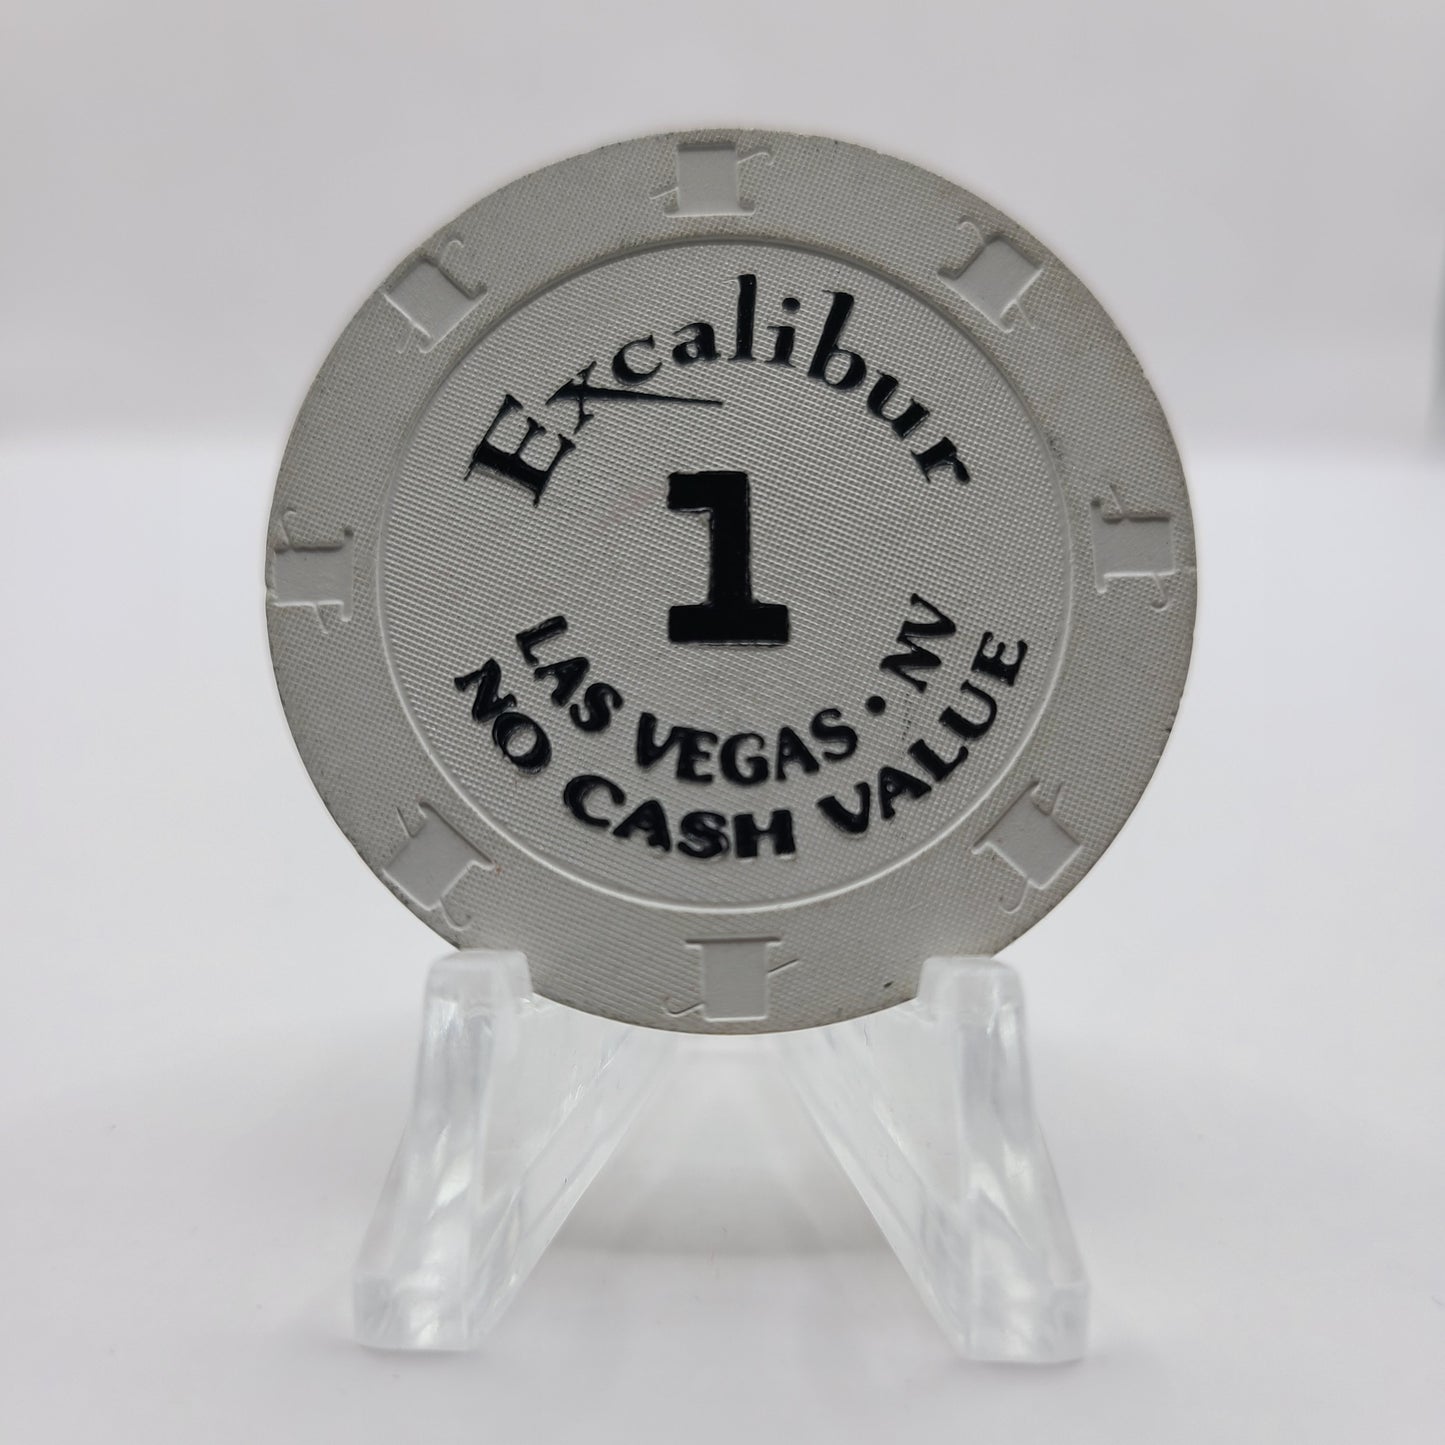 Excalibur
1
LAS VEGAS • NV
NO CASH VALUE